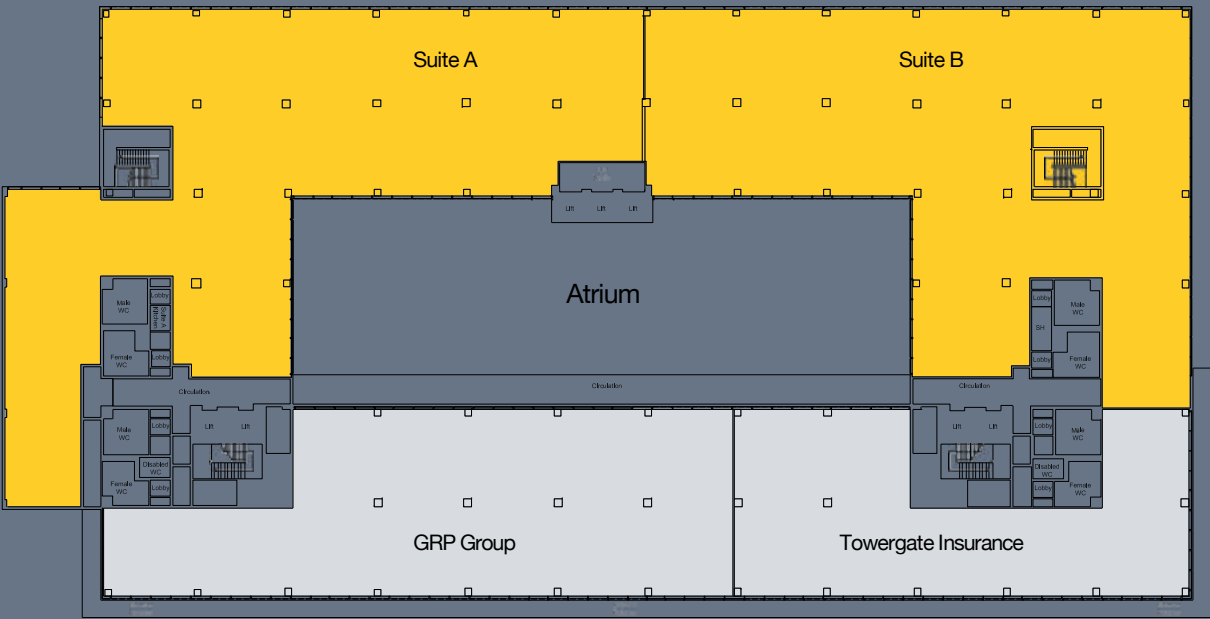 Suite A
Suite B
Lift
Lift
Lift
Atrium
Male
WC
Lobby
Suite A
Kitchen
Female
WC
Lobby
Lobby
SH
Male
WC
Lobby
Female
WC
Circulation
Circulation
Circulation
Male
WC
Lobby
Lift
Lift
Disabled
WC
Female
WC
Lobby
Lift
Lift
Lobby
Male
WC
Disabled
WC
Lobby
Female
WC
GRP Group
Towergate Insurance